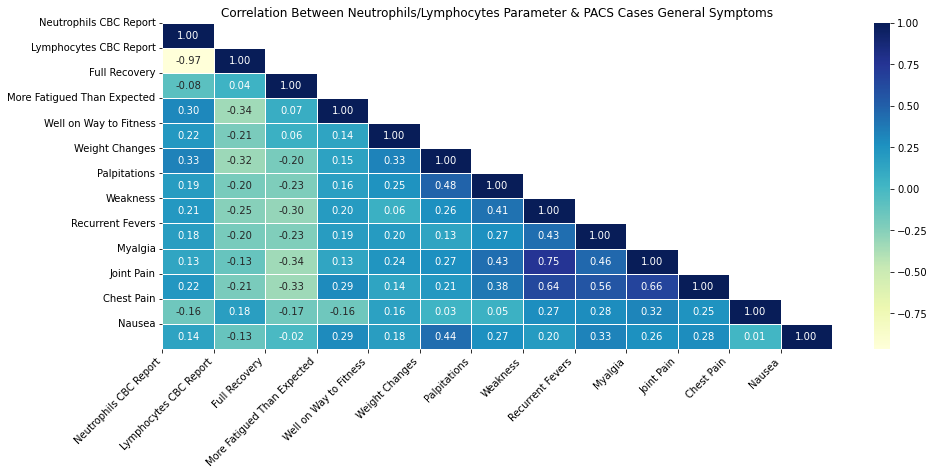 Correlation Between Neutrophils/Lymphocytes Parameter & PACS Cases General Symptoms
Neutrophils CBC Report
1.00
Lymphocytes CBC Report
-0.97 1.00
Full Recovery
-0.08 0.04 1.00
More Fatigued Than Expected
0.30 -0.34 0.07 1.00
Well on Way to Fitness
0.22 -0.21 0.06 0.14 1.00
Weight Changes
0.33 -0.32 -0.20 0.15 0.33 1.00
Palpitations
0.19 -0.20 -0.23 0.16 0.25 0.48 1.00
Weakness
0.21 -0.25 -0.30 0.20 0.06 0.26 0.41 1.00
Recurrent Fevers
0.18 -0.20 -0.23 0.19 0.20 0.13 0.27 0.43 1.00
Myalgia
0.13 -0.13 -0.34 0.13 0.24 0.27 0.43 0.75 0.46 1.00
Joint Pain
0.22 -0.21 -0.33 0.29 0.14 0.21 0.38 0.64 0.56 0.66 1.00
Chest Pain
-0.16 0.18 -0.17 -0.16 0.16 0.03 0.05 0.27 0.28 0.32 0.25 1.00
Nausea
0.14 -0.13 -0.02 0.29 0.18 0.44 0.27 0.20 0.33 0.26 0.28 0.01 1.00
Neutrophils CBC Report
Lymphocytes CBC Report
Full Recovery
More Fatigued Than Expected
Well on Way to Fitness
Weight Changes
Palpitations
Weakness
Recurrent Fevers
Myalgia
Joint Pain
Chest Pain
Nausea
1.00
0.75
0.50
0.25
0.00
-0.25
-0.50
-0.75